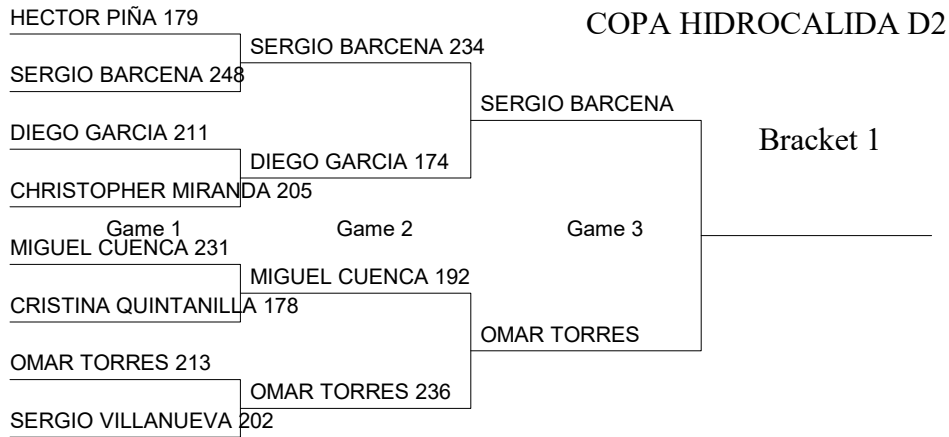 COPA HIDROCALIDA D2
Bracket 1
HECTOR PIÑA 179
SERGIO BARCENA 248
DIEGO GARCIA 211
CHRISTOPHER MIRANDA 205
MIGUEL CUENCA 231
CRISTINA QUINTANILLA 178
OMAR TORRES 213
SERGIO VILLANUEVA 202
Game 1
SERGIO BARCENA 234
DIEGO GARCIA 174
MIGUEL CUENCA 192
OMAR TORRES 236
Game 2
SERGIO BARCENA
OMAR TORRES
Game 3